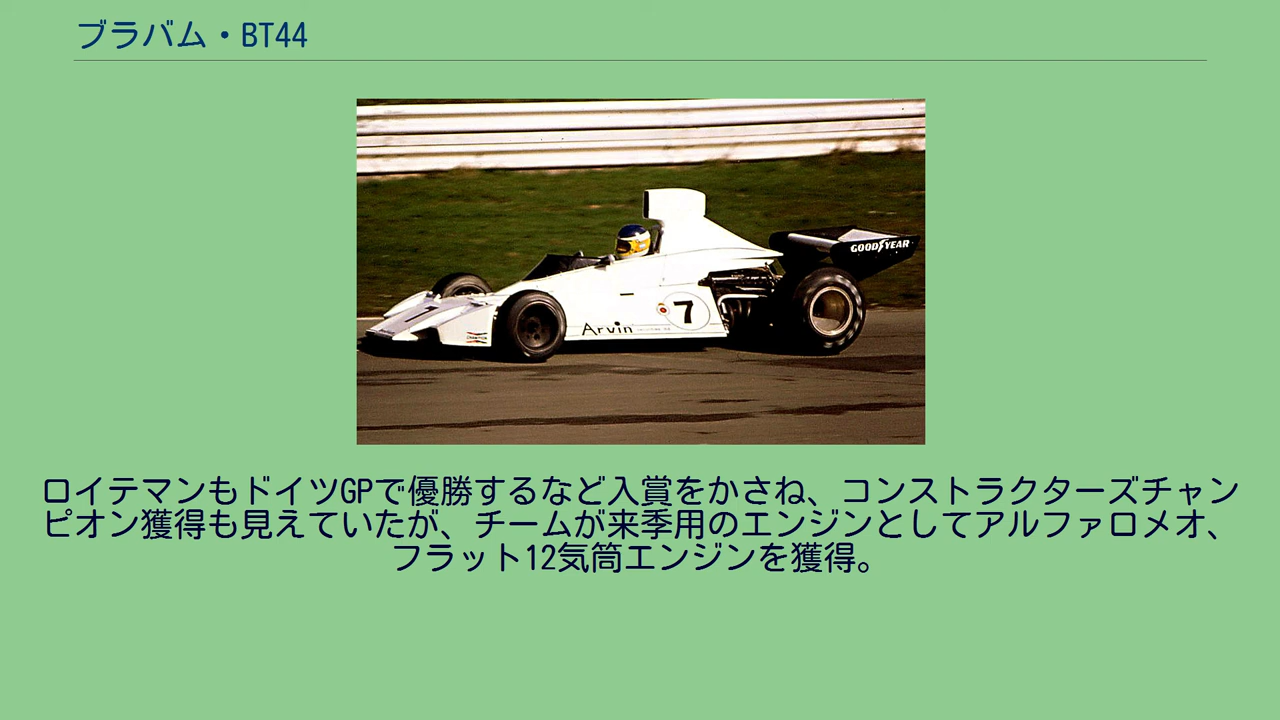 ブラバム・BT44
GOODYEAR
7
7
Arvin
ロイテマンもドイツGPで優勝するなど入賞をかさね、コンストラクターズチャン
ピオン獲得も見えていたが、チームが来季用のエンジンとしてアルファロメオ、
フラット12気筒エンジンを獲得。